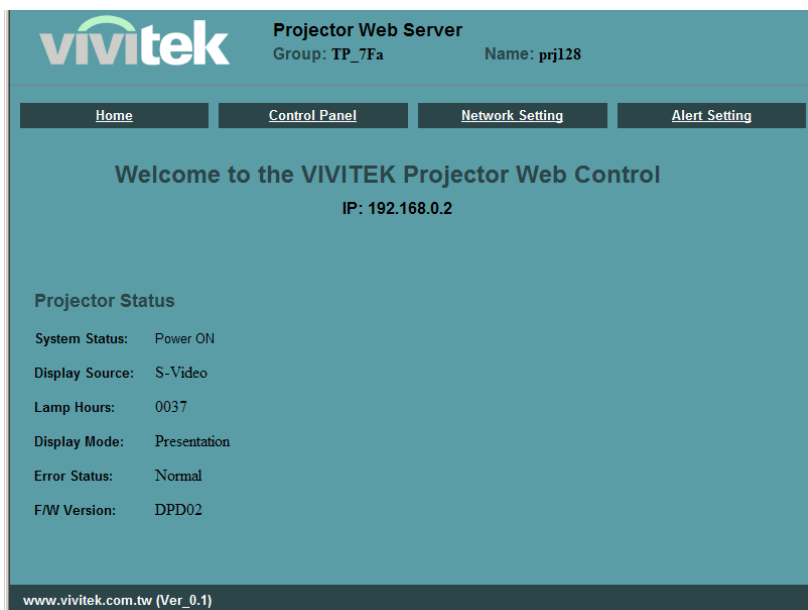 vivitek
Projector Web Server
Group: TP_7Fa Name: prj128
Home Control Panel Network Setting Alert Setting
Welcome to the VIVITEK Projector Web Control
IP: 192.168.0.2
Projector Status
System Status: Power ON
Display Source: S-Video
Lamp Hours: 0037
Display Mode: Presentation
Error Status: Normal
F/W Version: DPD02
www.vivitek.com.tw (Ver_0.1)